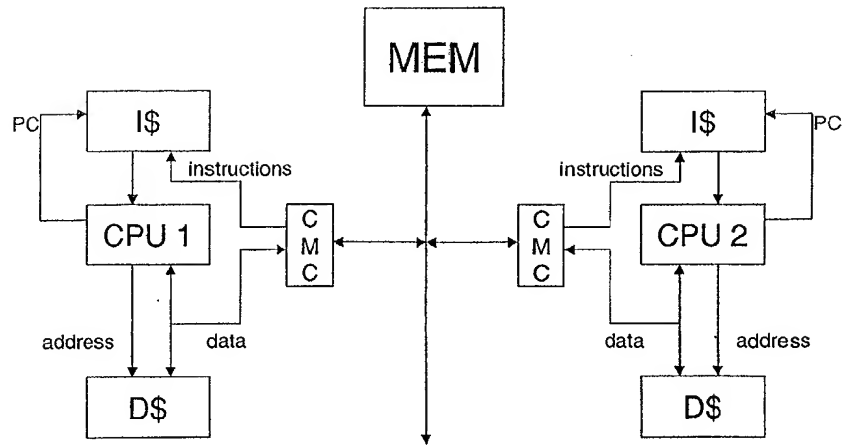 MEM
PC
I$
I$
PC
instructions
instructions
CPU 1
C
M
C
C
M
C
CPU 2
address
data
data
address
D$
D$